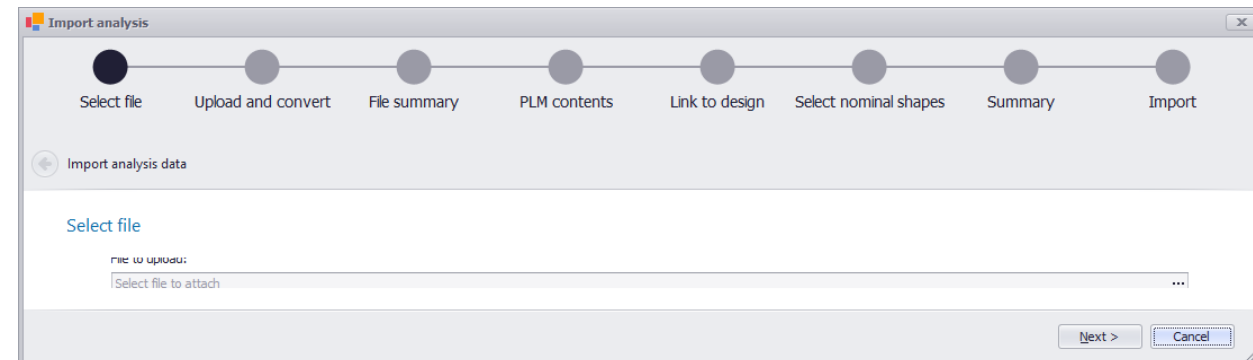 Import analysis
Select file Upload and convert File summary PLM contents Link to design Select nominal shapes Summary Import
Import analysis data
Select file
File to upload:
Select file to attach ...
Next > Cancel